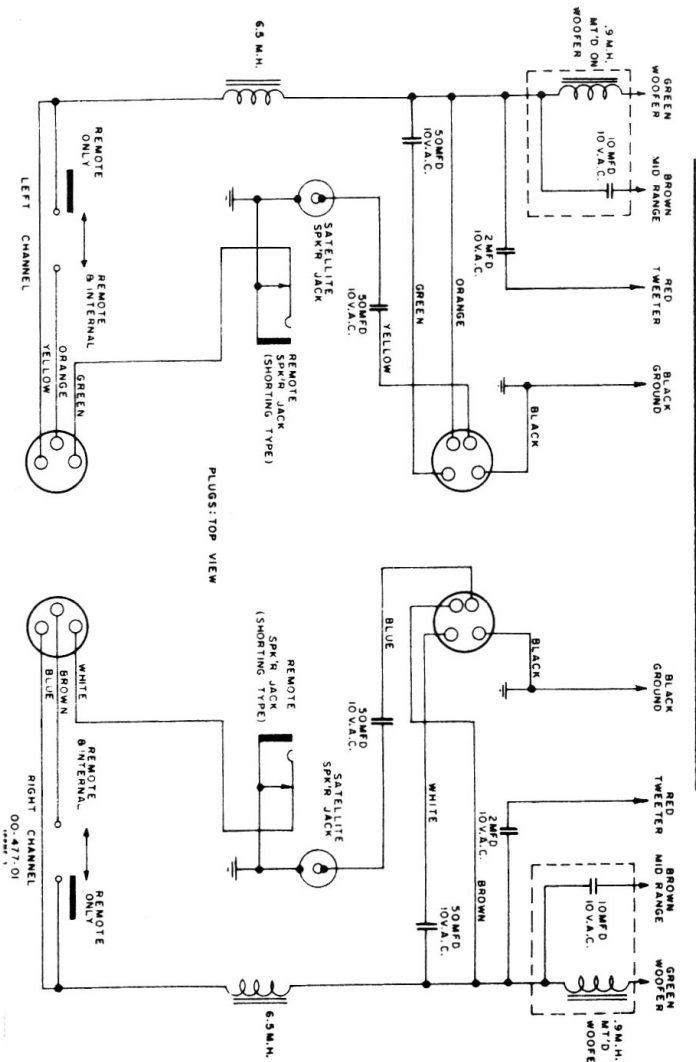 GREEN
WOOFER
BROWN
MID RANGE
RED
TWEETER
BLACK
GROUND
.9 M.H.
MT'D ON
WOOFER
10 MFD
10 V.A.C.
2 MFD
10 V.A.C.
BLACK
6.5 M.H.
50 MFD
10 V.A.C.
ORANGE
GREEN
YELLOW
50 MFD
10 V.A.C.
SATELLITE
SPK'R JACK
REMOTE
SPK'R JACK
(SHORTING TYPE)
REMOTE
ONLY
REMOTE
& INTERNAL
LEFT CHANNEL
GREEN
ORANGE
YELLOW
PLUGS: TOP VIEW
BLACK
GROUND
RED
TWEETER
BROWN
MID RANGE
GREEN
WOOFER
.9 M.H.
MT'D
WOOFE
10 MFD
10 V.A.C.
2 MFD
10 V.A.C.
BLACK
BLUE
WHITE
BROWN
50 MFD
10 V.A.C.
50 MFD
10 V.A.C.
6.5 M.H.
REMOTE
SPK'R JACK
(SHORTING TYPE)
SATELLITE
SPK'R JACK
WHITE
BROWN
BLUE
REMOTE
& INTERNAL
REMOTE
ONLY
RIGHT CHANNEL
00-477-01